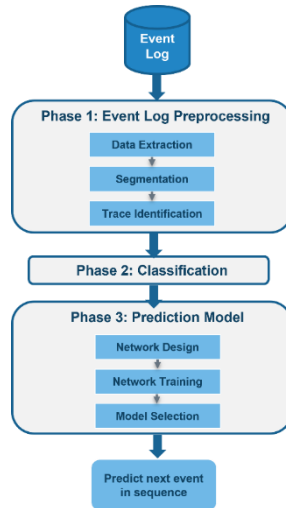 Event
Log
Phase 1: Event Log Preprocessing
Data Extraction
Segmentation
Trace Identification
Phase 2: Classification
Phase 3: Prediction Model
Network Design
Network Training
Model Selection
Predict next event
in sequence